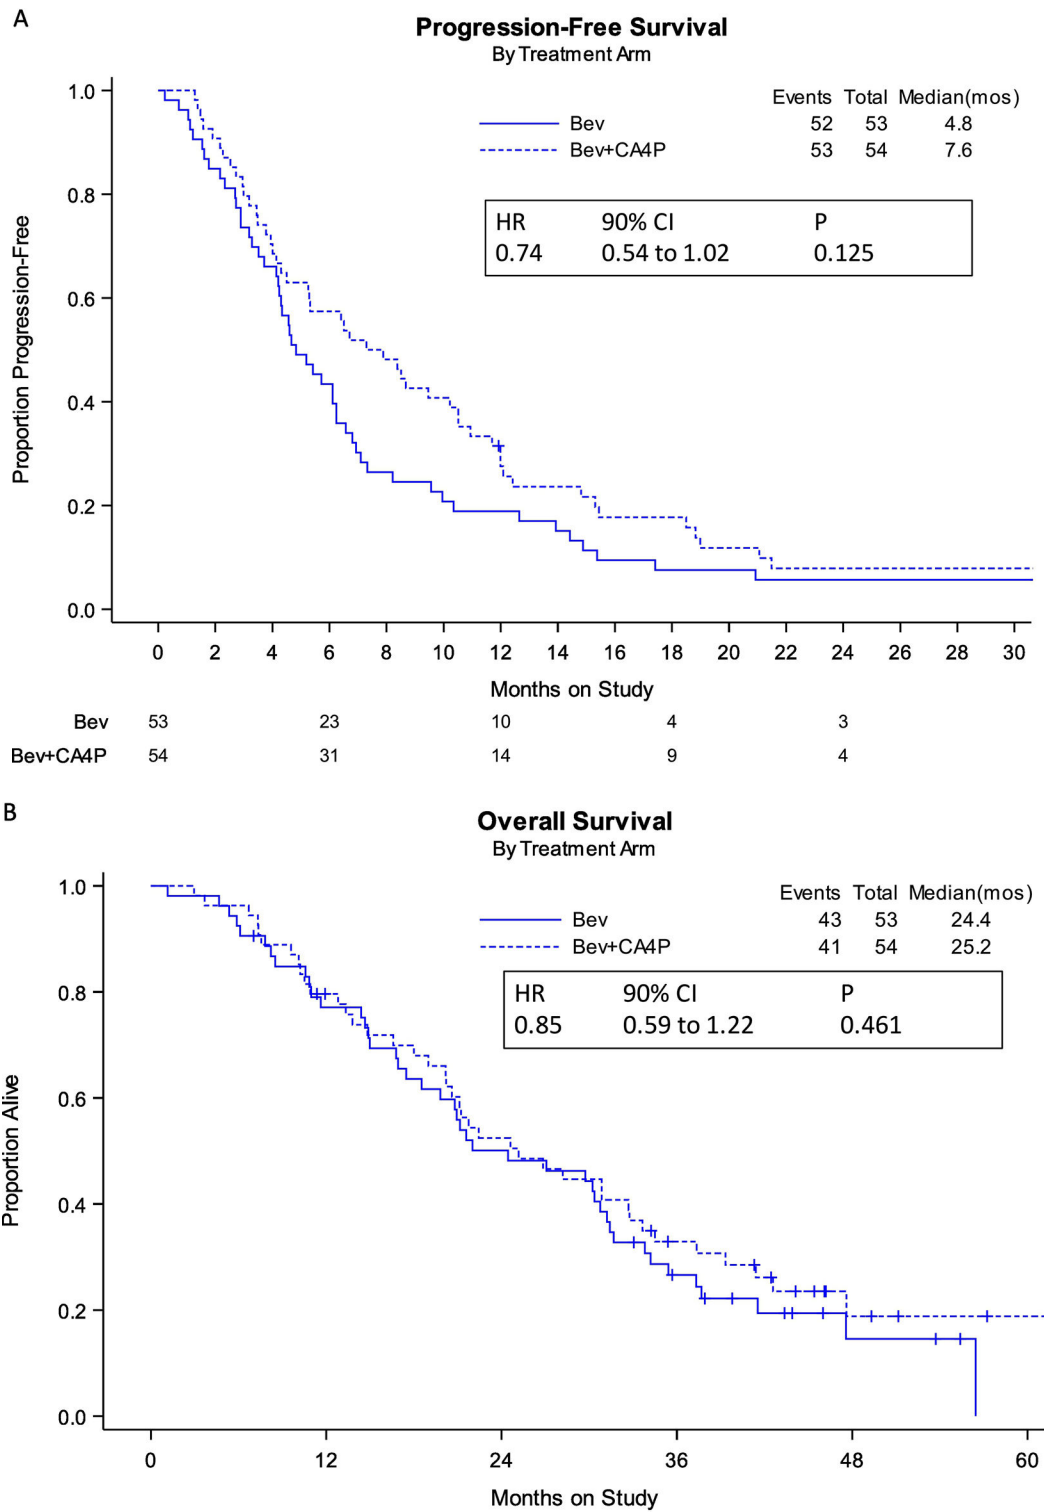 A
Progression-Free Survival
By Treatment Arm
Events Total Median(mos)
Bev 52 53 4.8
Bev+CA4P 53 54 7.6
HR 90% CI P
0.74 0.54 to 1.02 0.125
Proportion Progression-Free
1.0
0.8
0.6
0.4
0.2
0.0
0 2 4 6 8 10 12 14 16 18 20 22 24 26 28 30
Months on Study
Bev 53 23 10 4 3
Bev+CA4P 54 31 14 9 4
B
Overall Survival
By Treatment Arm
Events Total Median(mos)
Bev 43 53 24.4
Bev+CA4P 41 54 25.2
HR 90% CI P
0.85 0.59 to 1.22 0.461
Proportion Alive
1.0
0.8
0.6
0.4
0.2
0.0
0 12 24 36 48 60
Months on Study